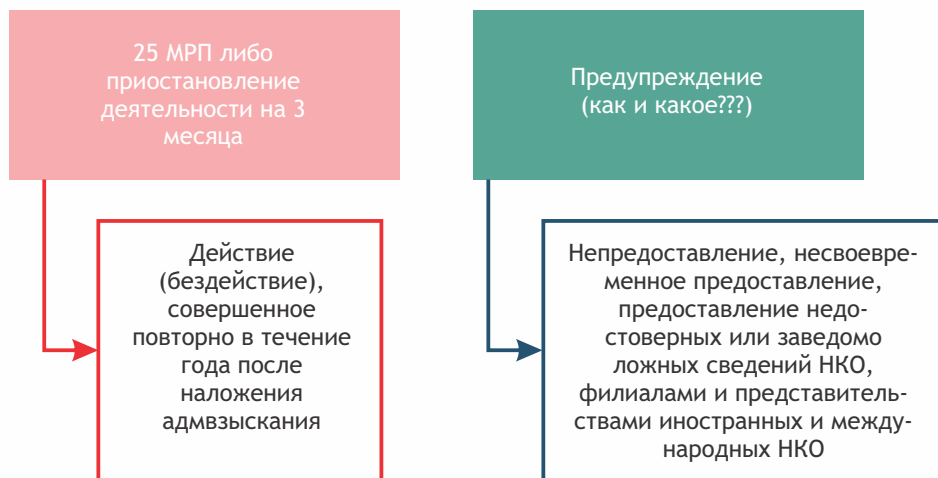 25 МРП либо
приостановление
деятельности на 3
месяца
Действие
(бездействие),
совершенное
повторно в течение
года после
наложения
адмвзыскания
Предупреждение
(как и какое???)
Непредоставление, несвоевре-
менное предоставление,
предоставление недо-
стоверных или заведомо
ложных сведений НКО,
филиалами и представитель-
ствами иностранных и между-
народных НКО